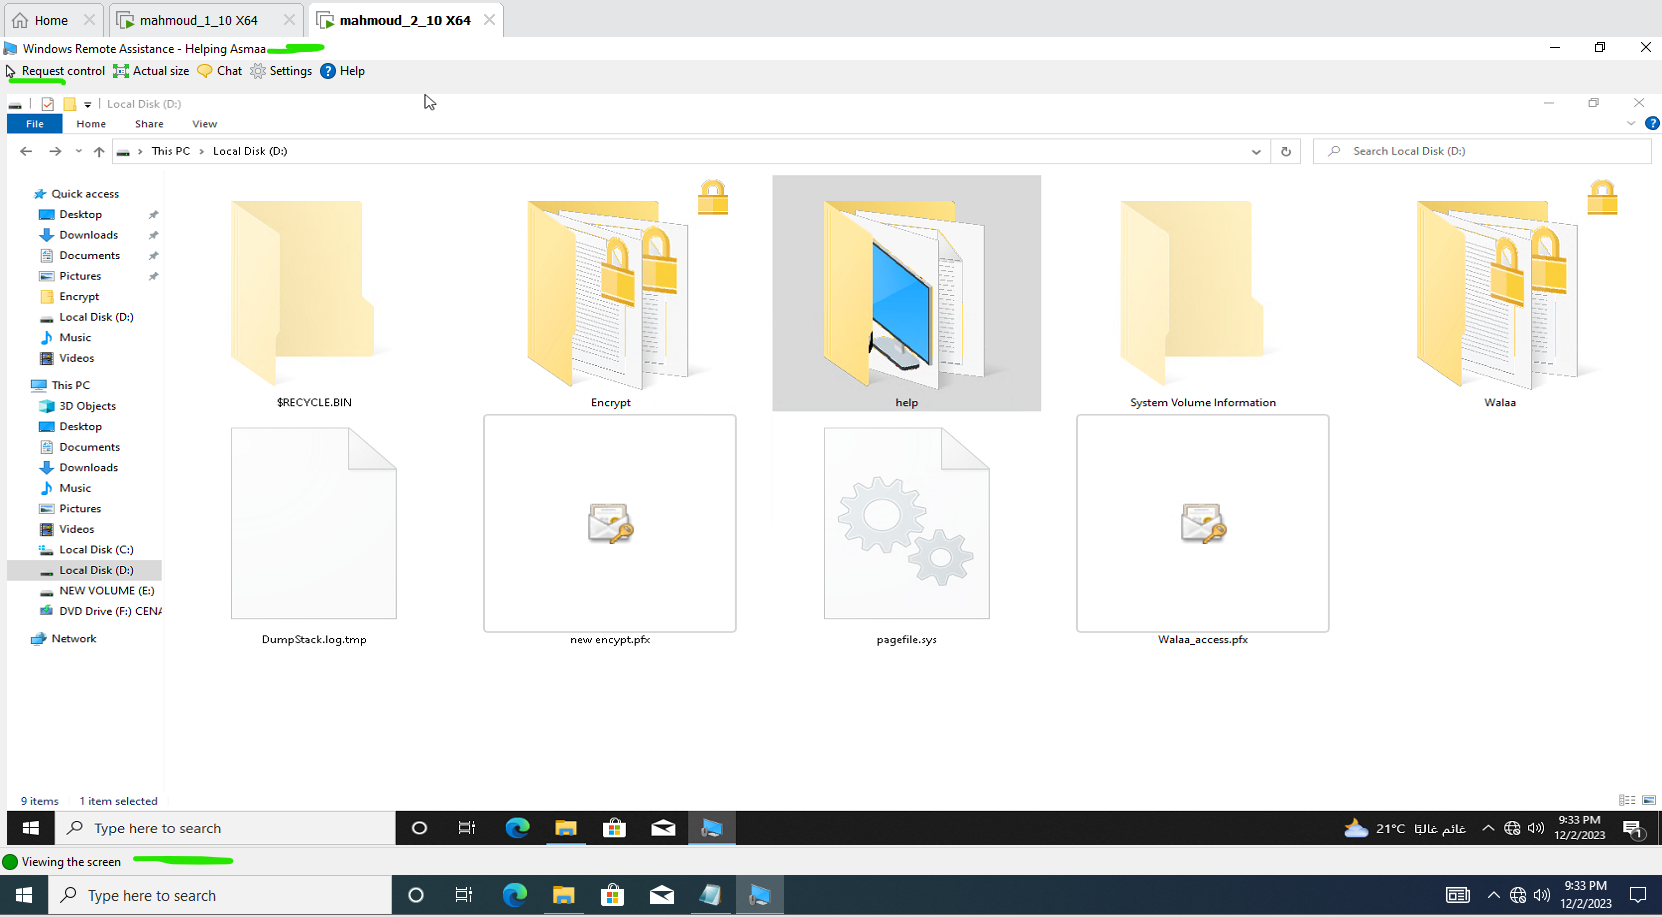 Home mahmoud_1_10 X64 mahmoud_2_10 X64
Windows Remote Assistance - Helping Asmaa
Request control Actual size Chat Settings ? Help
Local Disk (D:)
File Home Share View ?
This PC > Local Disk (D:) Search Local Disk (D:)
Quick access
Desktop
Downloads
Documents
Pictures
Encrypt
Local Disk (D:)
Music
Videos
This PC
3D Objects
Desktop
Documents
Downloads
Music
Pictures
Videos
Local Disk (C:)
Local Disk (D:)
NEW VOLUME (E:)
DVD Drive (F:) CENA
Network
$RECYCLE.BIN Encrypt help System Volume Information Walaa
DumpStack.log.tmp new encypt.pfx pagefile.sys Walaa_access.pfx
9 items 1 item selected
Type here to search 21°C غائم غالبًا 9:33 PM
12/2/2023 1
Viewing the screen
Type here to search 9:33 PM
12/2/2023